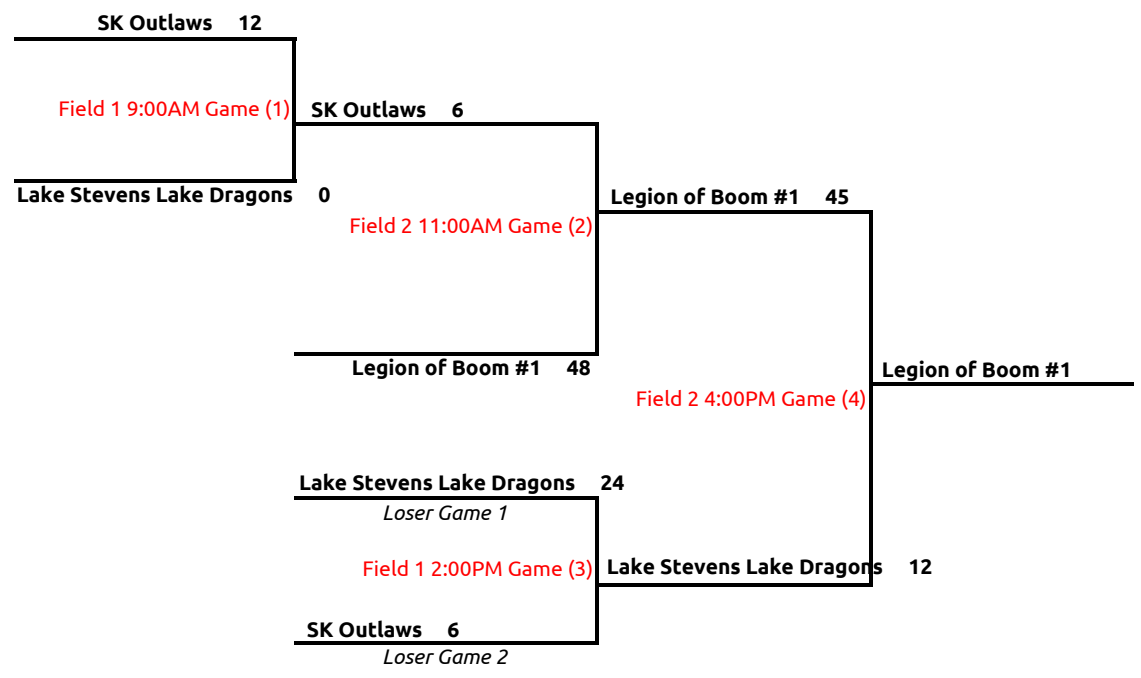 SK Outlaws 12
Field 1 9:00AM Game (1)
SK Outlaws 6
Lake Stevens Lake Dragons 0
Legion of Boom #1 45
Field 2 11:00AM Game (2)
Legion of Boom #1 48
Legion of Boom #1
Field 2 4:00PM Game (4)
Lake Stevens Lake Dragons 24
Loser Game 1
Field 1 2:00PM Game (3)
Lake Stevens Lake Dragons 12
SK Outlaws 6
Loser Game 2